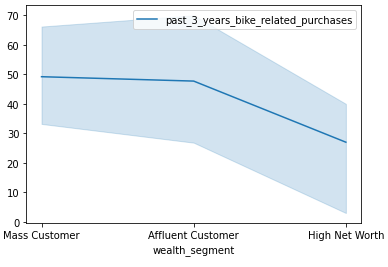 past_3_years_bike_related_purchases
70
60
50
40
30
20
10
0
Mass Customer Affluent Customer High Net Worth
wealth_segment